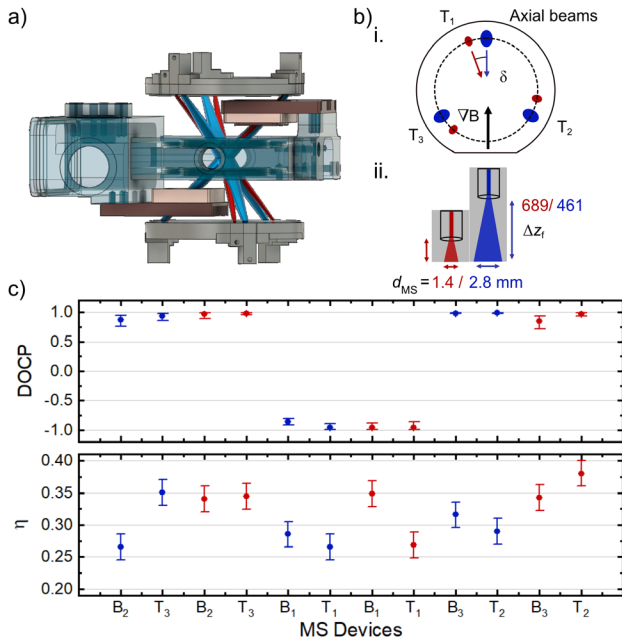 a)
b)
i.
T₁
Axial beams
δ
∇B
T₃
T₂
ii.
689/ 461
Δz_f
d_MS = 1.4 / 2.8 mm
c)
DOCP
1.0
0.5
0.0
-0.5
-1.0
η
0.40
0.35
0.30
0.25
0.20
B₂ T₃ B₂ T₃ B₁ T₁ B₁ T₁ B₃ T₂ B₃ T₂
MS Devices